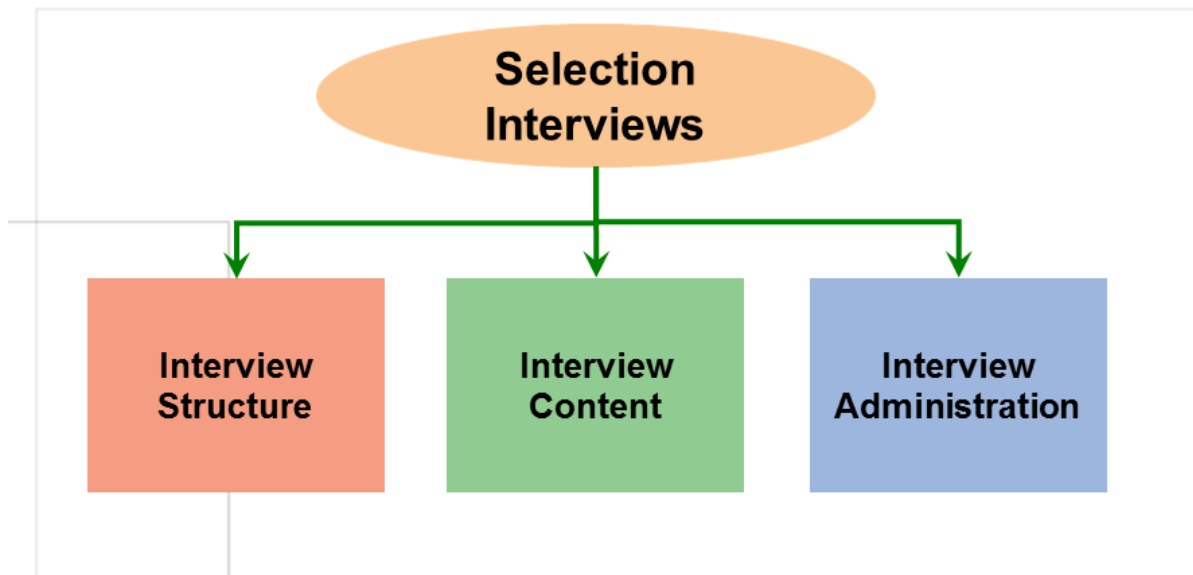 Selection
Interviews
Interview
Structure
Interview
Content
Interview
Administration